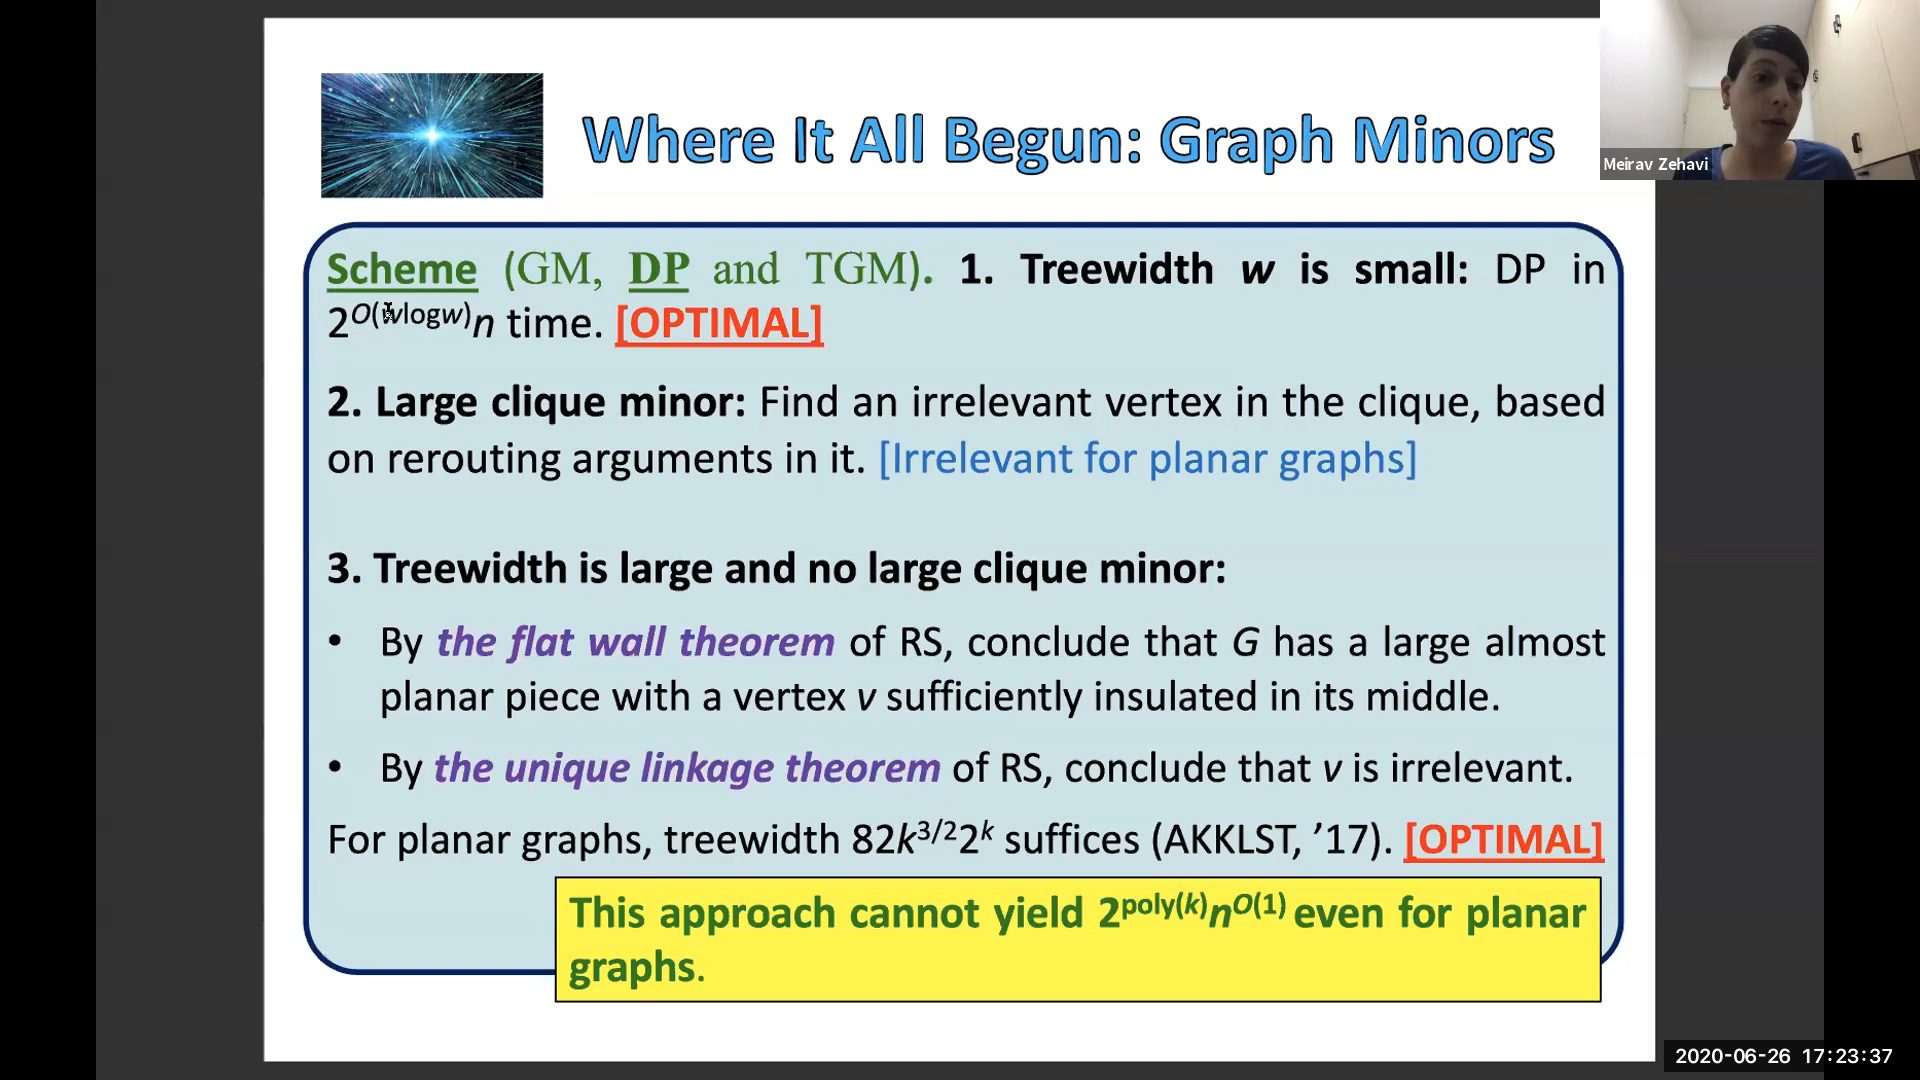 Where It All Begun: Graph Minors
Meirav Zehavi
Scheme (GM, DP and TGM). 1. Treewidth w is small: DP in
2^{O(wlogw)}n time. [OPTIMAL]
2. Large clique minor: Find an irrelevant vertex in the clique, based
on rerouting arguments in it. [Irrelevant for planar graphs]
3. Treewidth is large and no large clique minor:
• By the flat wall theorem of RS, conclude that G has a large almost
planar piece with a vertex v sufficiently insulated in its middle.
• By the unique linkage theorem of RS, conclude that v is irrelevant.
For planar graphs, treewidth 82k^{3/2}2^k suffices (AKKLST, ’17). [OPTIMAL]
This approach cannot yield 2^{poly(k)}n^{O(1)} even for planar
graphs.
2020-06-26 17:23:37